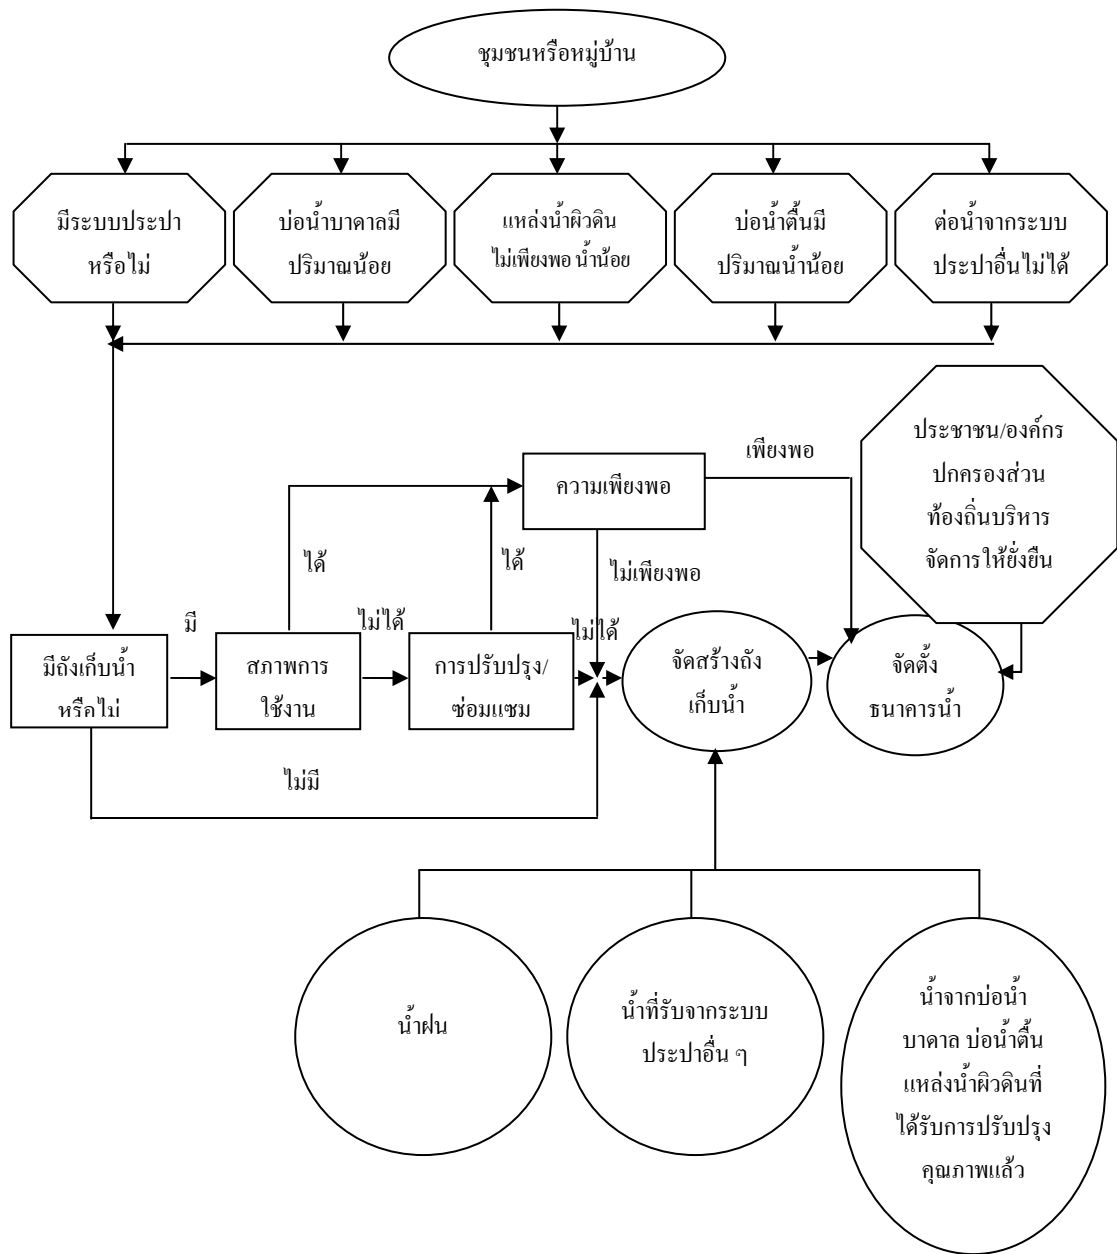 ชุมชนหรือหมู่บ้าน
มีระบบประปา
หรือไม่
บ่อน้ำบาดาลมี
ปริมาณน้อย
แหล่งน้ำผิวดิน
ไม่เพียงพอ น้ำน้อย
บ่อน้ำตื้นมี
ปริมาณน้ำน้อย
ต่อน้ำจากระบบ
ประปาอื่นไม่ได้
ประชาชน/องค์กร
ปกครองส่วน
ท้องถิ่นบริหาร
จัดการให้ยั่งยืน
เพียงพอ
ความเพียงพอ
ได้
ได้
ไม่เพียงพอ
มี
ไม่ได้
ไม่ได้
มีถังเก็บน้ำ
หรือไม่
สภาพการ
ใช้งาน
การปรับปรุง/
ซ่อมแซม
จัดสร้างถัง
เก็บน้ำ
จัดตั้ง
ธนาคารน้ำ
ไม่มี
น้ำฝน
น้ำที่รับจากระบบ
ประปาอื่น ๆ
น้ำจากบ่อน้ำ
บาดาล บ่อน้ำตื้น
แหล่งน้ำผิวดินที่
ได้รับการปรับปรุง
คุณภาพแล้ว